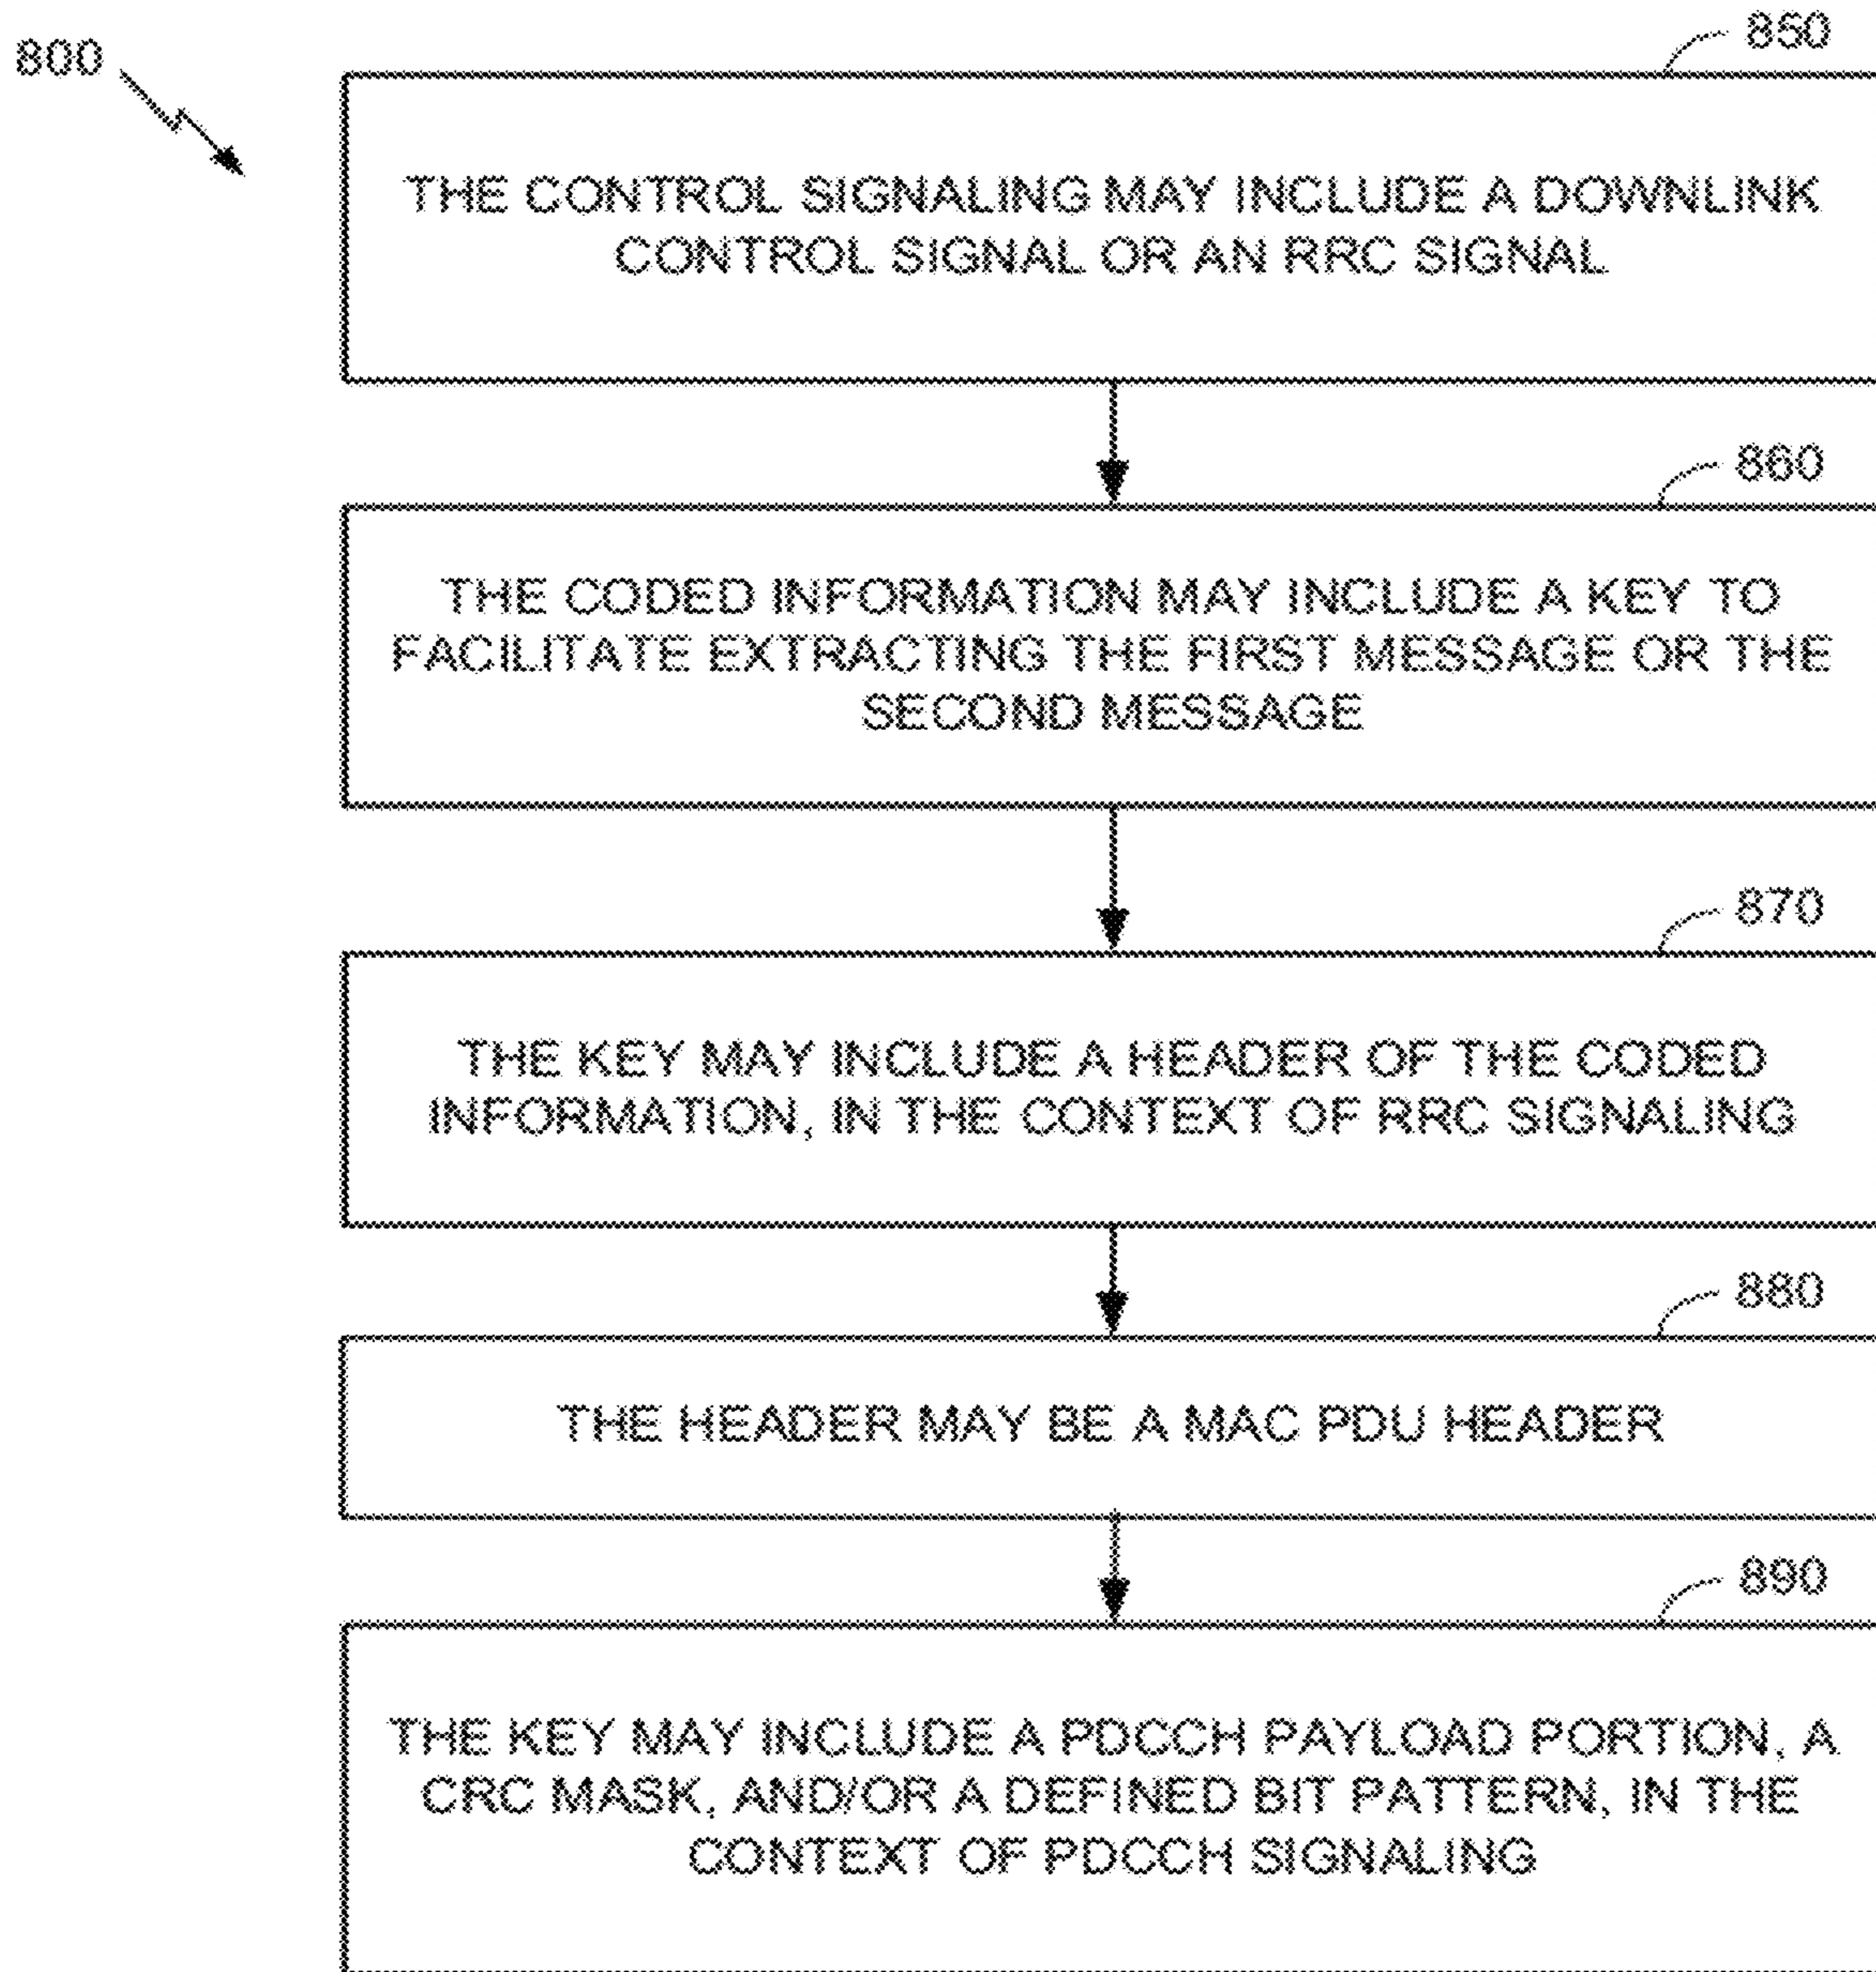 800
850
THE CONTROL SIGNALING MAY INCLUDE A DOWNLINK
CONTROL SIGNAL OR AN RRC SIGNAL
860
THE CODED INFORMATION MAY INCLUDE A KEY TO
FACILITATE EXTRACTING THE FIRST MESSAGE OR THE
SECOND MESSAGE
870
THE KEY MAY INCLUDE A HEADER OF THE CODED
INFORMATION, IN THE CONTEXT OF RRC SIGNALING
880
THE HEADER MAY BE A MAC PDU HEADER
890
THE KEY MAY INCLUDE A PDCCH PAYLOAD PORTION, A
CRC MASK, AND/OR A DEFINED BIT PATTERN, IN THE
CONTEXT OF PDCCH SIGNALING